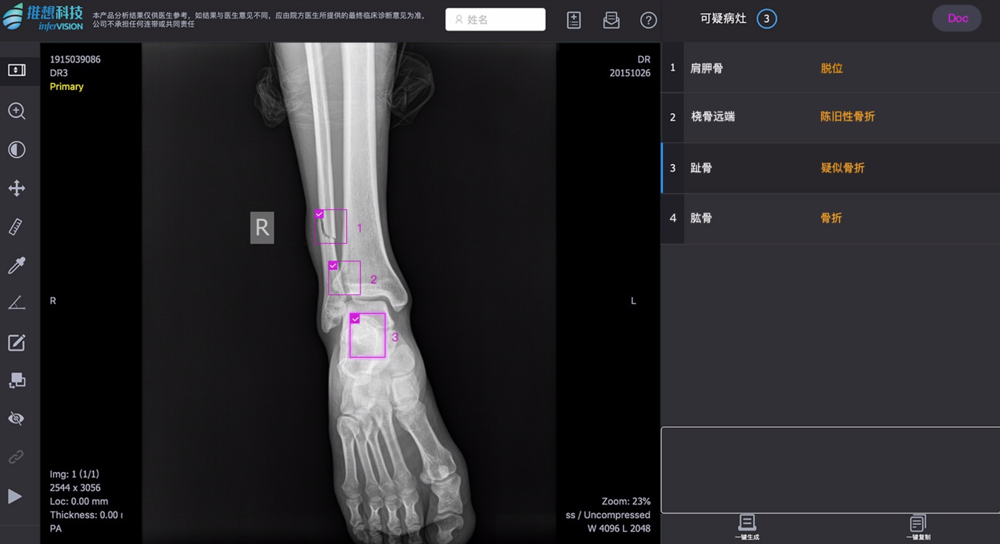 推想科技
inferVISION
本产品分析结果仅供医生参考，如结果与医生意见不同，应由院方医生所提供的最终临床诊断意见为准，
公司不承担任何连带或共同责任
姓名
可疑病灶 3
Doc
1915039086
DR3
Primary
DR
20151026
R
1
2
3
R
L
Img: 1 (1/1)
2544 x 3056
Loc: 0.00 mm
Thickness: 0.00
PA
Zoom: 23%
ss / Uncompressed
W 4096 L 2048
1 肩胛骨 脱位
2 桡骨远端 陈旧性骨折
3 趾骨 疑似骨折
4 肱骨 骨折
一键生成
一键复制